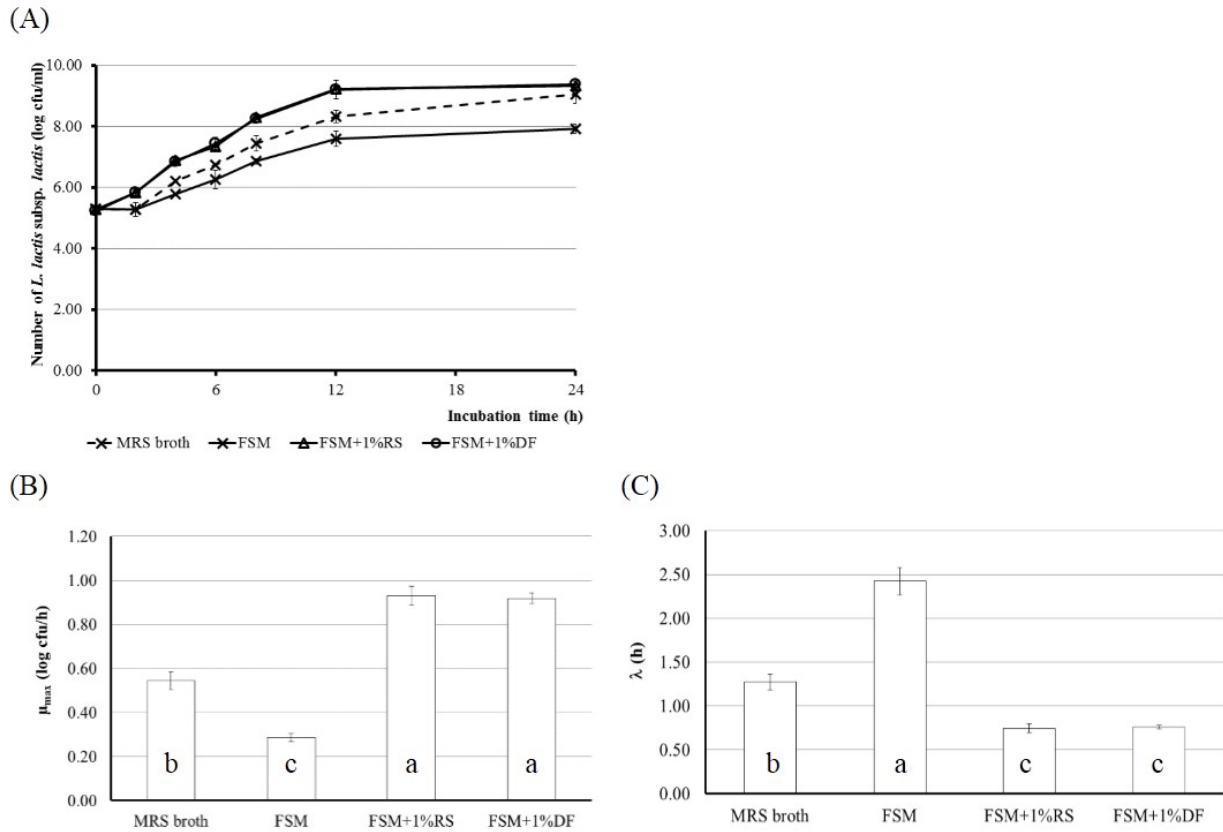 (A)
Number of L. lactis subsp. lactis (log cfu/ml)
10.00
8.00
6.00
4.00
2.00
0.00
0 6 12 18 24
Incubation time (h)
MRS broth FSM FSM+1%RS FSM+1%DF
(B)
μmax (log cfu/h)
1.20
1.00
0.80
0.60
0.40
0.20
0.00
b c a a
MRS broth FSM FSM+1%RS FSM+1%DF
(C)
λ (h)
3.00
2.50
2.00
1.50
1.00
0.50
0.00
b a c c
MRS broth FSM FSM+1%RS FSM+1%DF